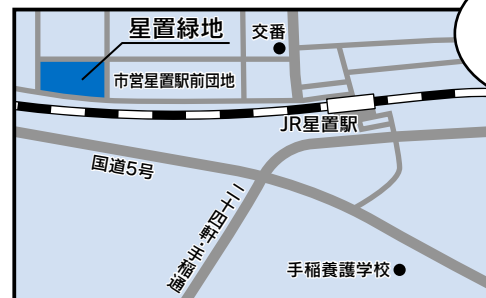 星置緑地
交番
市営星置駅前団地
JR星置駅
国道5号
二十四軒・手稲通
手稲養護学校